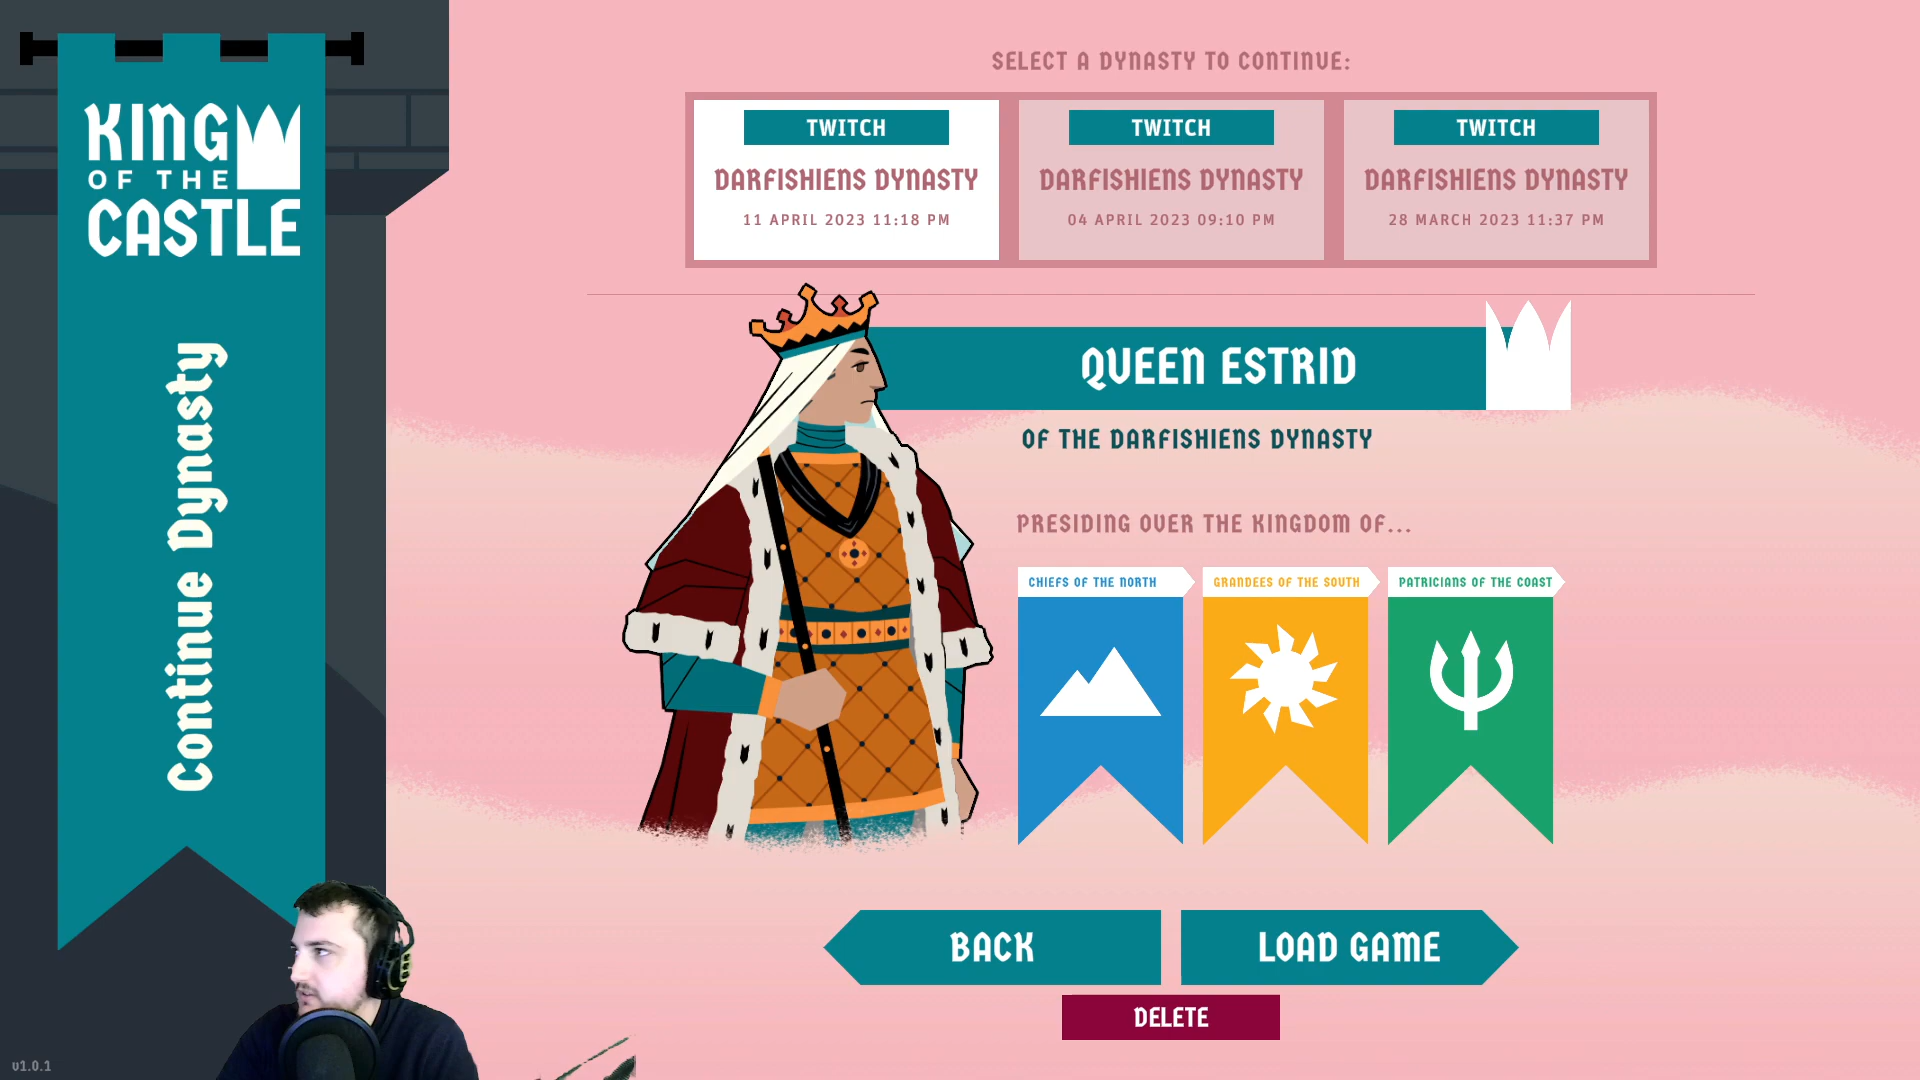 KING
OF THE
CASTLE
Continue Dynasty
SELECT A DYNASTY TO CONTINUE:
TWITCH
DARFISHIENS DYNASTY
11 APRIL 2023 11:18 PM
TWITCH
DARFISHIENS DYNASTY
04 APRIL 2023 09:10 PM
TWITCH
DARFISHIENS DYNASTY
28 MARCH 2023 11:37 PM
QUEEN ESTRID
OF THE DARFISHIENS DYNASTY
PRESIDING OVER THE KINGDOM OF...
CHIEFS OF THE NORTH
GRANDEES OF THE SOUTH
PATRICIANS OF THE COAST
BACK
LOAD GAME
DELETE
v1.0.1